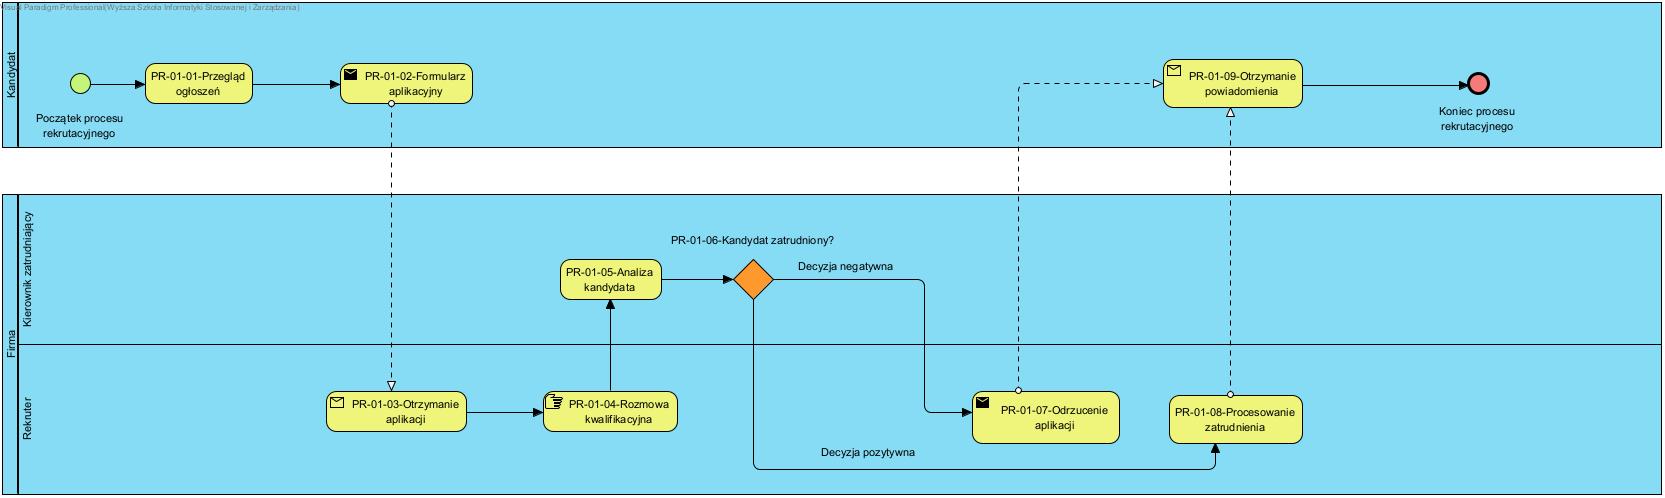 Visual Paradigm Professional(Wyższa Szkoła Informatyki Stosowanej i Zarządzania)
Kandydat
Początek procesu
rekrutacyjnego
PR-01-01-Przegląd
ogłoszeń
PR-01-02-Formularz
aplikacyjny
PR-01-09-Otrzymanie
powiadomienia
Koniec procesu
rekrutacyjnego
Firma
Kierownik zatrudniający
PR-01-05-Analiza
kandydata
PR-01-06-Kandydat zatrudniony?
Decyzja negatywna
Rekruter
PR-01-03-Otrzymanie
aplikacji
PR-01-04-Rozmowa
kwalifikacyjna
Decyzja pozytywna
PR-01-07-Odrzucenie
aplikacji
PR-01-08-Procesowanie
zatrudnienia